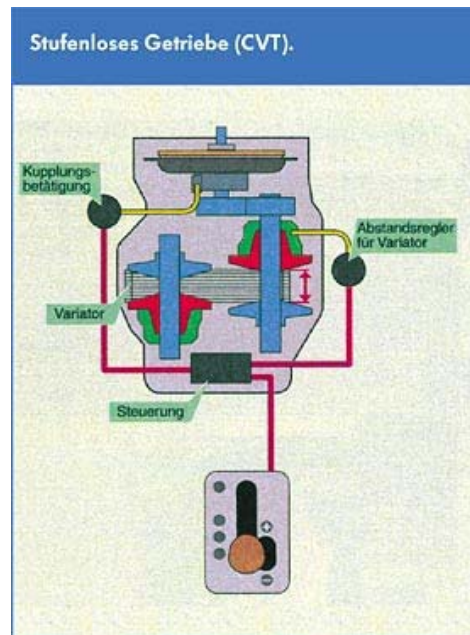 Stufenloses Getriebe (CVT).
Kupplungs-
betätigung
Abstandsregler
für Variator
Variator
Steuerung
+
–